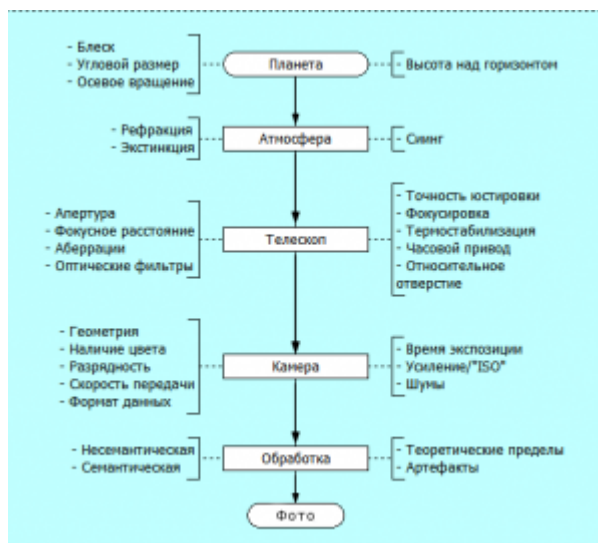 - Блеск
- Угловой размер
- Осевое вращение
Планета
- Высота над горизонтом
- Рефракция
- Экстинкция
Атмосфера
- Сиинг
- Апертура
- Фокусное расстояние
- Аберрации
- Оптические фильтры
Телескоп
- Точность юстировки
- Фокусировка
- Термостабилизация
- Часовой привод
- Относительное
отверстие
- Геометрия
- Наличие цвета
- Разрядность
- Скорость передачи
- Формат данных
Камера
- Время экспозиции
- Усиление/"ISO"
- Шумы
- Несемантическая
- Семантическая
Обработка
- Теоретические пределы
- Артефакты
Фото